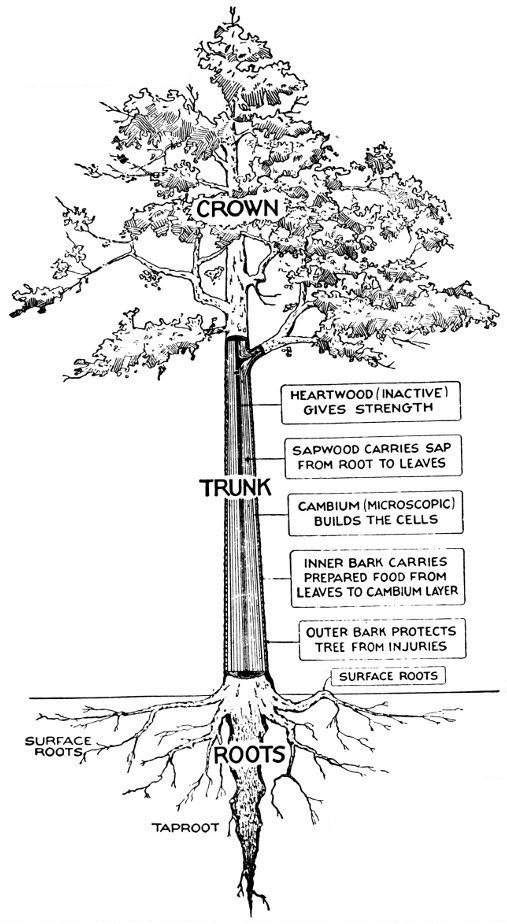 CROWN
HEARTWOOD (INACTIVE)
GIVES STRENGTH
SAPWOOD CARRIES SAP
FROM ROOT TO LEAVES
TRUNK
CAMBIUM (MICROSCOPIC)
BUILDS THE CELLS
INNER BARK CARRIES
PREPARED FOOD FROM
LEAVES TO CAMBIUM LAYER
OUTER BARK PROTECTS
TREE FROM INJURIES
SURFACE ROOTS
SURFACE
ROOTS
ROOTS
TAPROOT